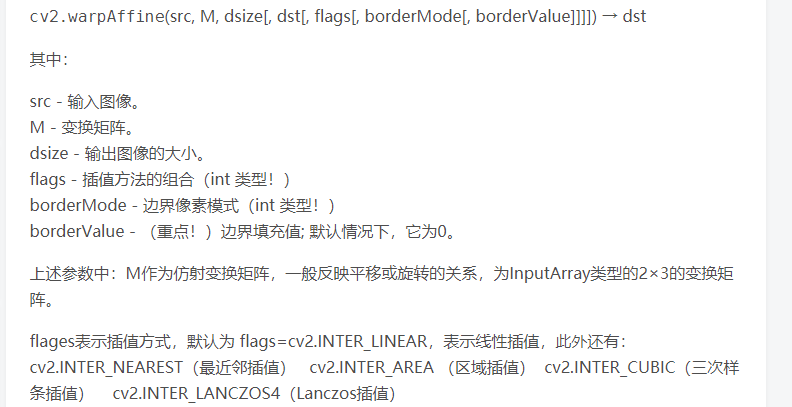 cv2.warpAffine(src, M, dsize[, dst[, flags[, borderMode[, borderValue]]]]) → dst
其中：
src - 输入图像。
M - 变换矩阵。
dsize - 输出图像的大小。
flags - 插值方法的组合（int 类型！）
borderMode - 边界像素模式（int 类型！）
borderValue - （重点！）边界填充值; 默认情况下，它为0。
上述参数中：M作为仿射变换矩阵，一般反映平移或旋转的关系，为InputArray类型的2×3的变换矩
阵。
flages表示插值方式，默认为 flags=cv2.INTER_LINEAR，表示线性插值，此外还有：
cv2.INTER_NEAREST（最近邻插值） cv2.INTER_AREA （区域插值） cv2.INTER_CUBIC（三次样
条插值） cv2.INTER_LANCZOS4（Lanczos插值）